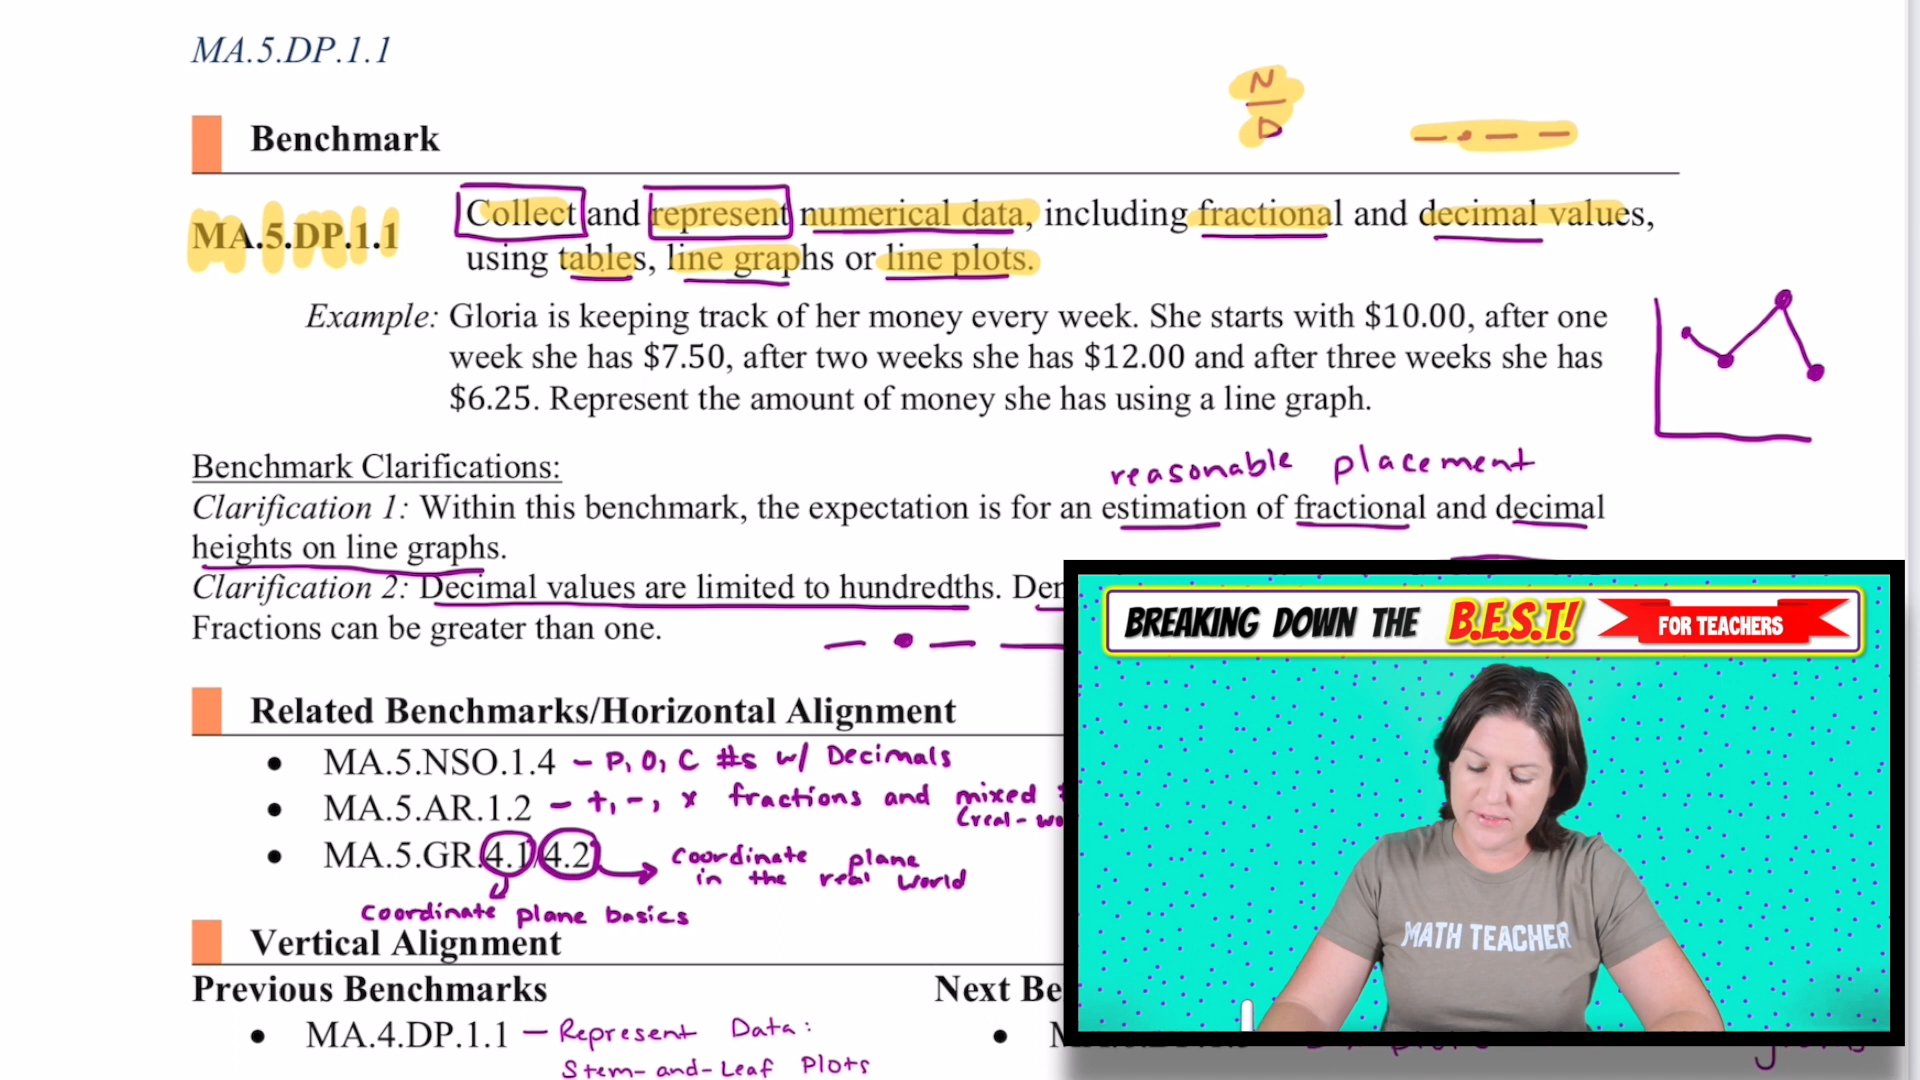 MA.5.DP.1.1
N
D
Benchmark
MA.5.DP.1.1
Collect and represent numerical data, including fractional and decimal values,
using tables, line graphs or line plots.
Example: Gloria is keeping track of her money every week. She starts with $10.00, after one
week she has $7.50, after two weeks she has $12.00 and after three weeks she has
$6.25. Represent the amount of money she has using a line graph.
reasonable placement
Benchmark Clarifications:
Clarification 1: Within this benchmark, the expectation is for an estimation of fractional and decimal
heights on line graphs.
Clarification 2: Decimal values are limited to hundredths.
Fractions can be greater than one.
BREAKING DOWN THE B.E.S.T! FOR TEACHERS
Related Benchmarks/Horizontal Alignment
• MA.5.NSO.1.4 – P, O, C #s w/ Decimals
• MA.5.AR.1.2 – +, -, x fractions and mixed
• MA.5.GR.4.1/4.2
coordinate plane
in the real world
coordinate plane basics
MATH TEACHER
Vertical Alignment
Previous Benchmarks
Next
• MA.4.DP.1.1 – Represent Data:
Stem-and-Leaf Plots